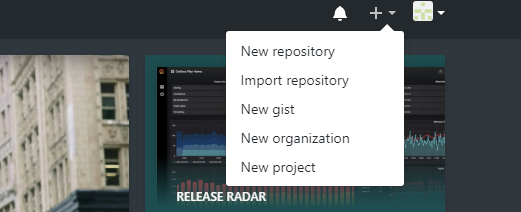 New repository
Import repository
New gist
New organization
New project
RELEASE RADAR